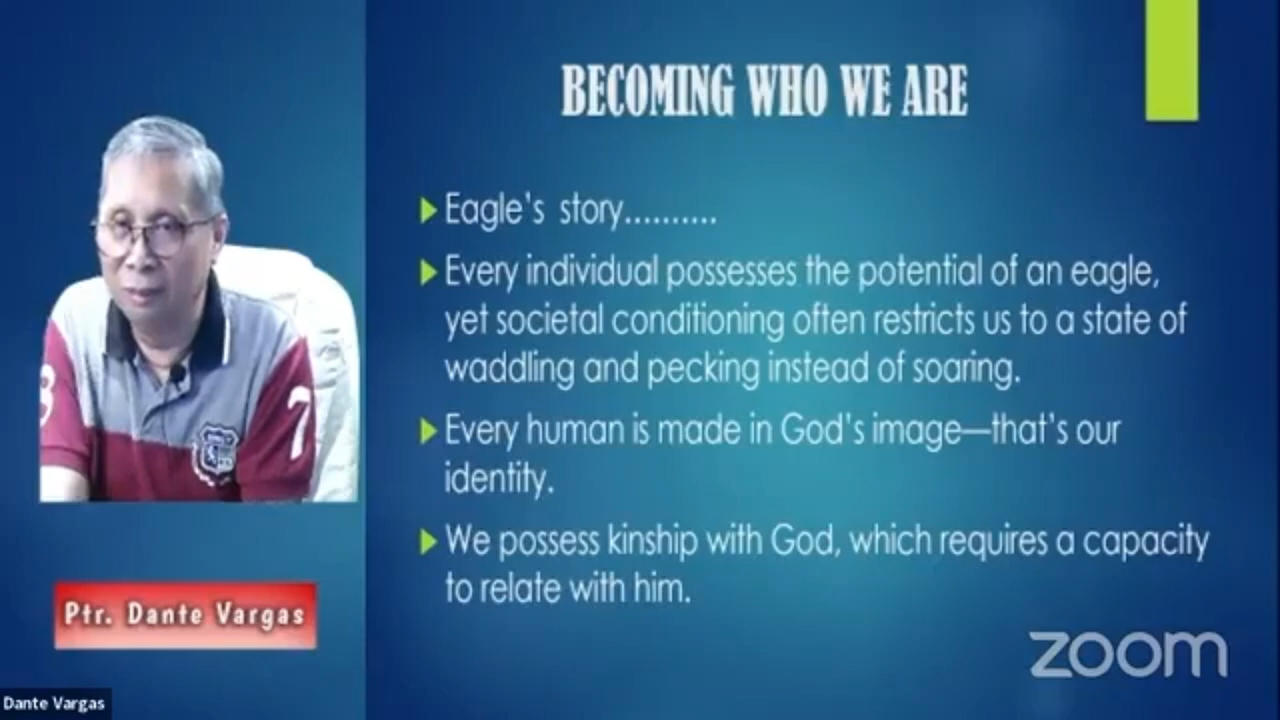 BECOMING WHO WE ARE
Eagle's story..........
Every individual possesses the potential of an eagle,
yet societal conditioning often restricts us to a state of
waddling and pecking instead of soaring.
Every human is made in God's image—that's our
identity.
We possess kinship with God, which requires a capacity
to relate with him.
Ptr. Dante Vargas
Dante Vargas
zoom
7